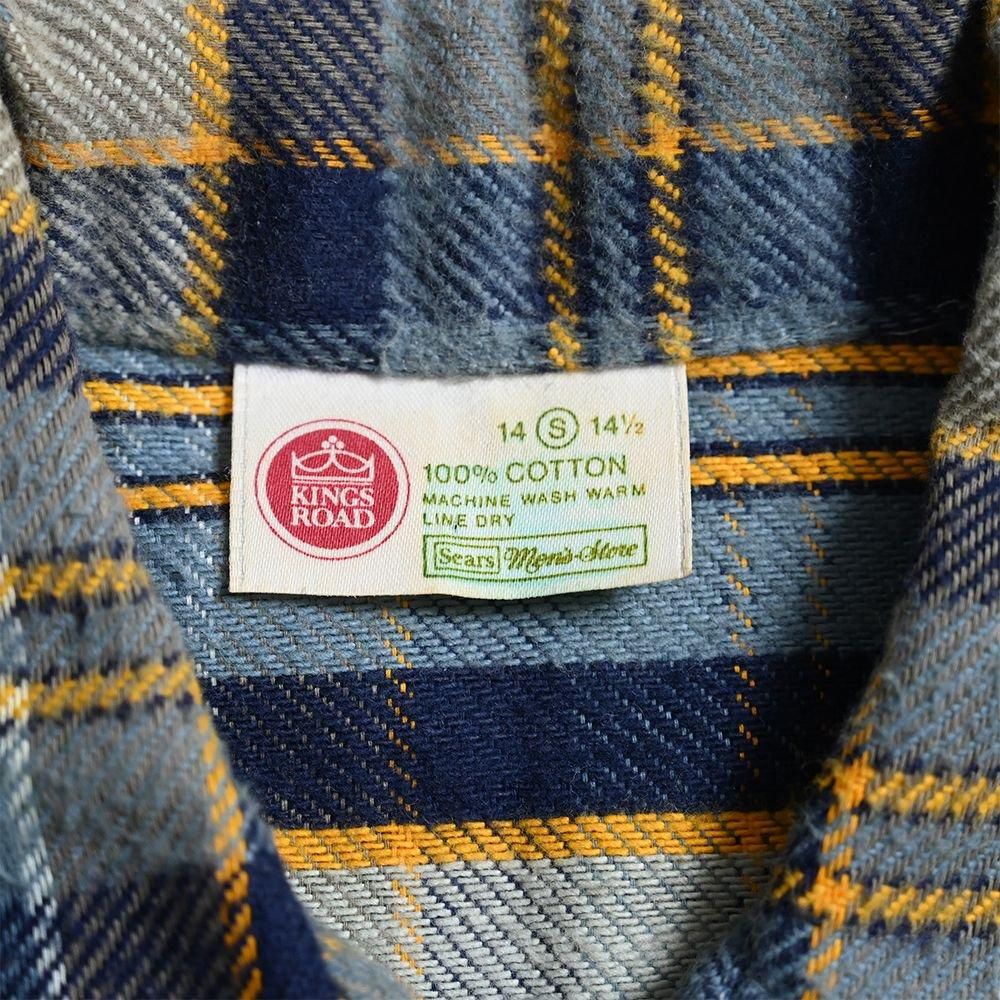 KINGS
ROAD
14 S 14½
100% COTTON
MACHINE WASH WARM
LINE DRY
Sears Men's Store